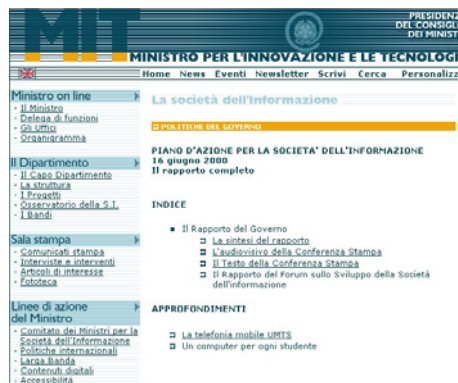 MIT
PRESIDENZ
DEL CONSIGL
DEI MINIST
MINISTRO PER L'INNOVAZIONE E LE TECNOLOG
Home News Eventi Newsletter Scrivi Cerca Personalizz
Ministro on line
- Il Ministro
- Delega di funzioni
- Gli Uffici
- Organigramma
Il Dipartimento
- Il Capo Dipartimento
- La struttura
- I Progetti
- Osservatorio della S.I.
- I Bandi
Sala stampa
- Comunicati stampa
- Interviste e interventi
- Articoli di interesse
- Fototeca
Linee di azione
del Ministro
- Comitato dei Ministri per la
Società dell'Informazione
- Politiche internazionali
- Larga Banda
- Contenuti digitali
- Accessibilità
La società dell'Informazione
POLITICHE DEL GOVERNO
PIANO D'AZIONE PER LA SOCIETA' DELL'INFORMAZIONE
16 giugno 2000
Il rapporto completo
INDICE
Il Rapporto del Governo
La sintesi del rapporto
L'audiovisivo della Conferenza Stampa
Il Testo della Conferenza Stampa
Il Rapporto del Forum sullo Sviluppo della Società
dell'informazione
APPROFONDIMENTI
La telefonia mobile UMTS
Un computer per ogni studente